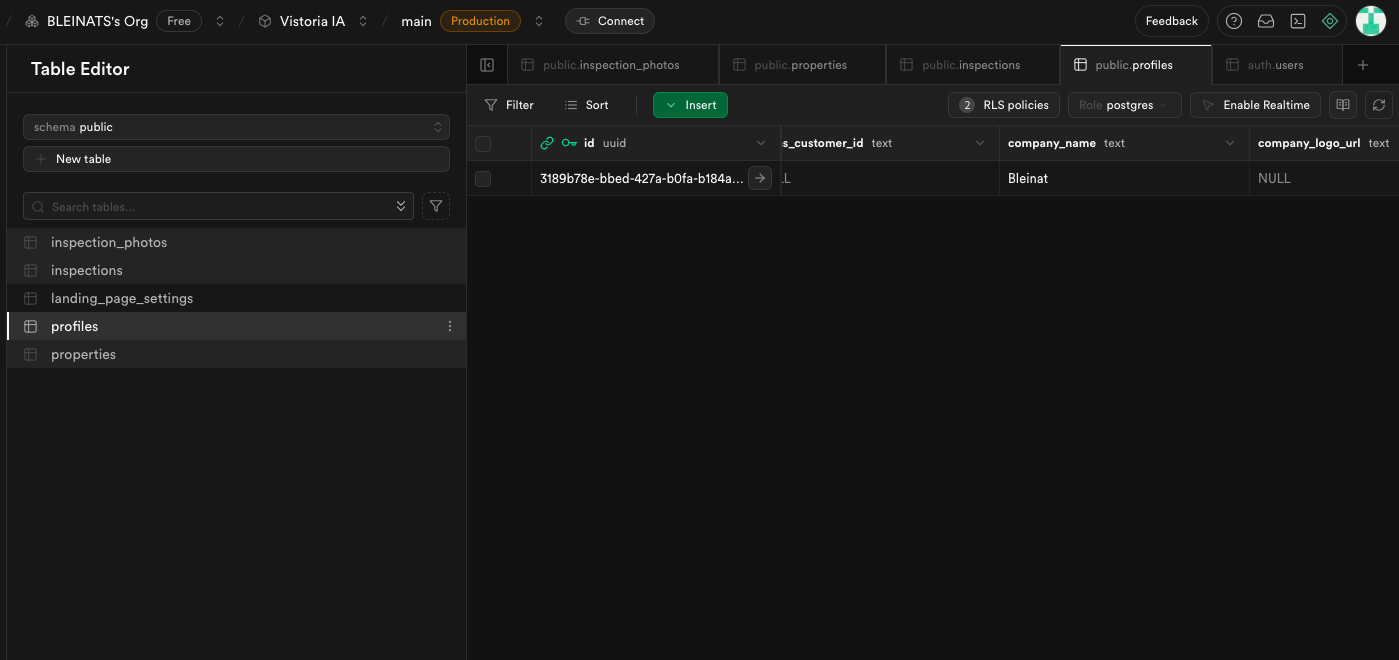 BLEINATS's Org Free Vistoria IA main Production Connect Feedback
Table Editor
public.inspection_photos public.properties public.inspections public.profiles auth.users
Filter Sort Insert 2 RLS policies Role postgres Enable Realtime
schema public
New table
Search tables...
inspection_photos
inspections
landing_page_settings
profiles
properties
id uuid s_customer_id text company_name text company_logo_url text
3189b78e-bbed-427a-b0fa-b184a... LL Bleinat NULL